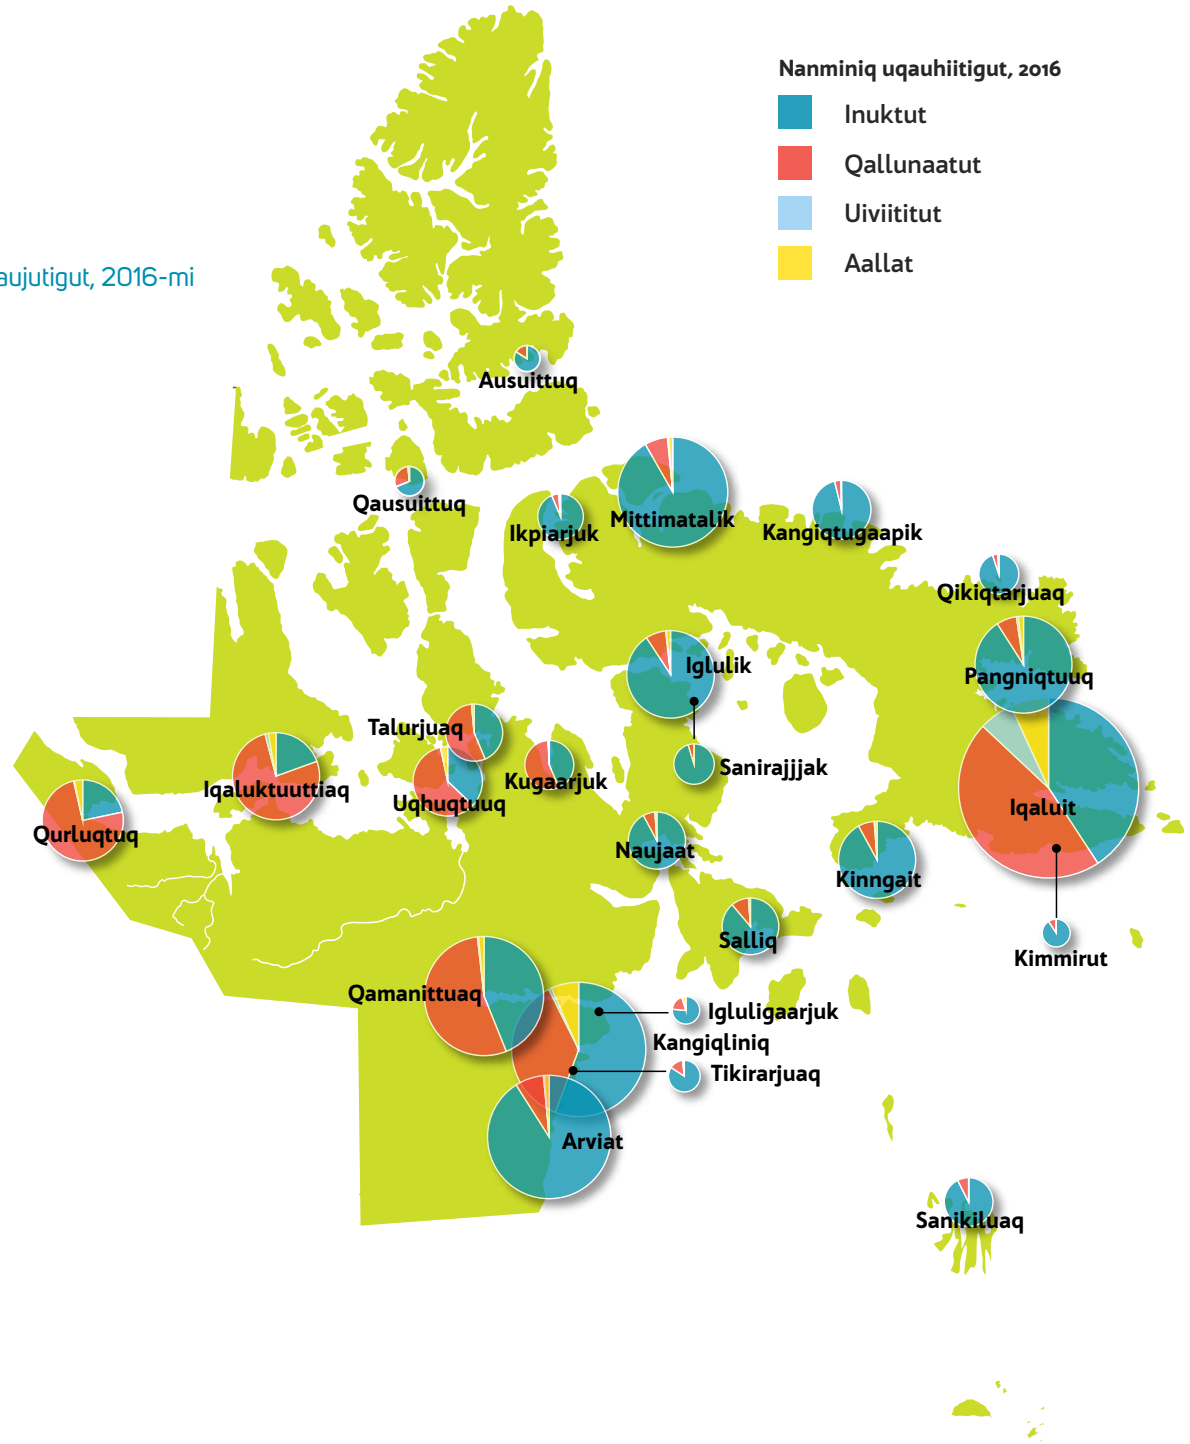 Nanminiq uqauhiitigut, 2016
Inuktut
Qallunaatut
Uiviititut
Aallat
aujutigut, 2016-mi
Ausuittuq
Qausuittuq
Ikpiarjuk
Mittimatalik
Kangiqtugaapik
Qikiqtarjuaq
Iglulik
Pangniqtuuq
Talurjuaq
Sanirajjjak
Kugaarjuk
Iqaluktuuttiaq
Uqhuqtuuq
Iqaluit
Qurluqtuq
Naujaat
Kinngait
Salliq
Kimmirut
Qamanittuaq
Igluligaarjuk
Kangiqliniq
Tikirarjuaq
Arviat
Sanikiluaq